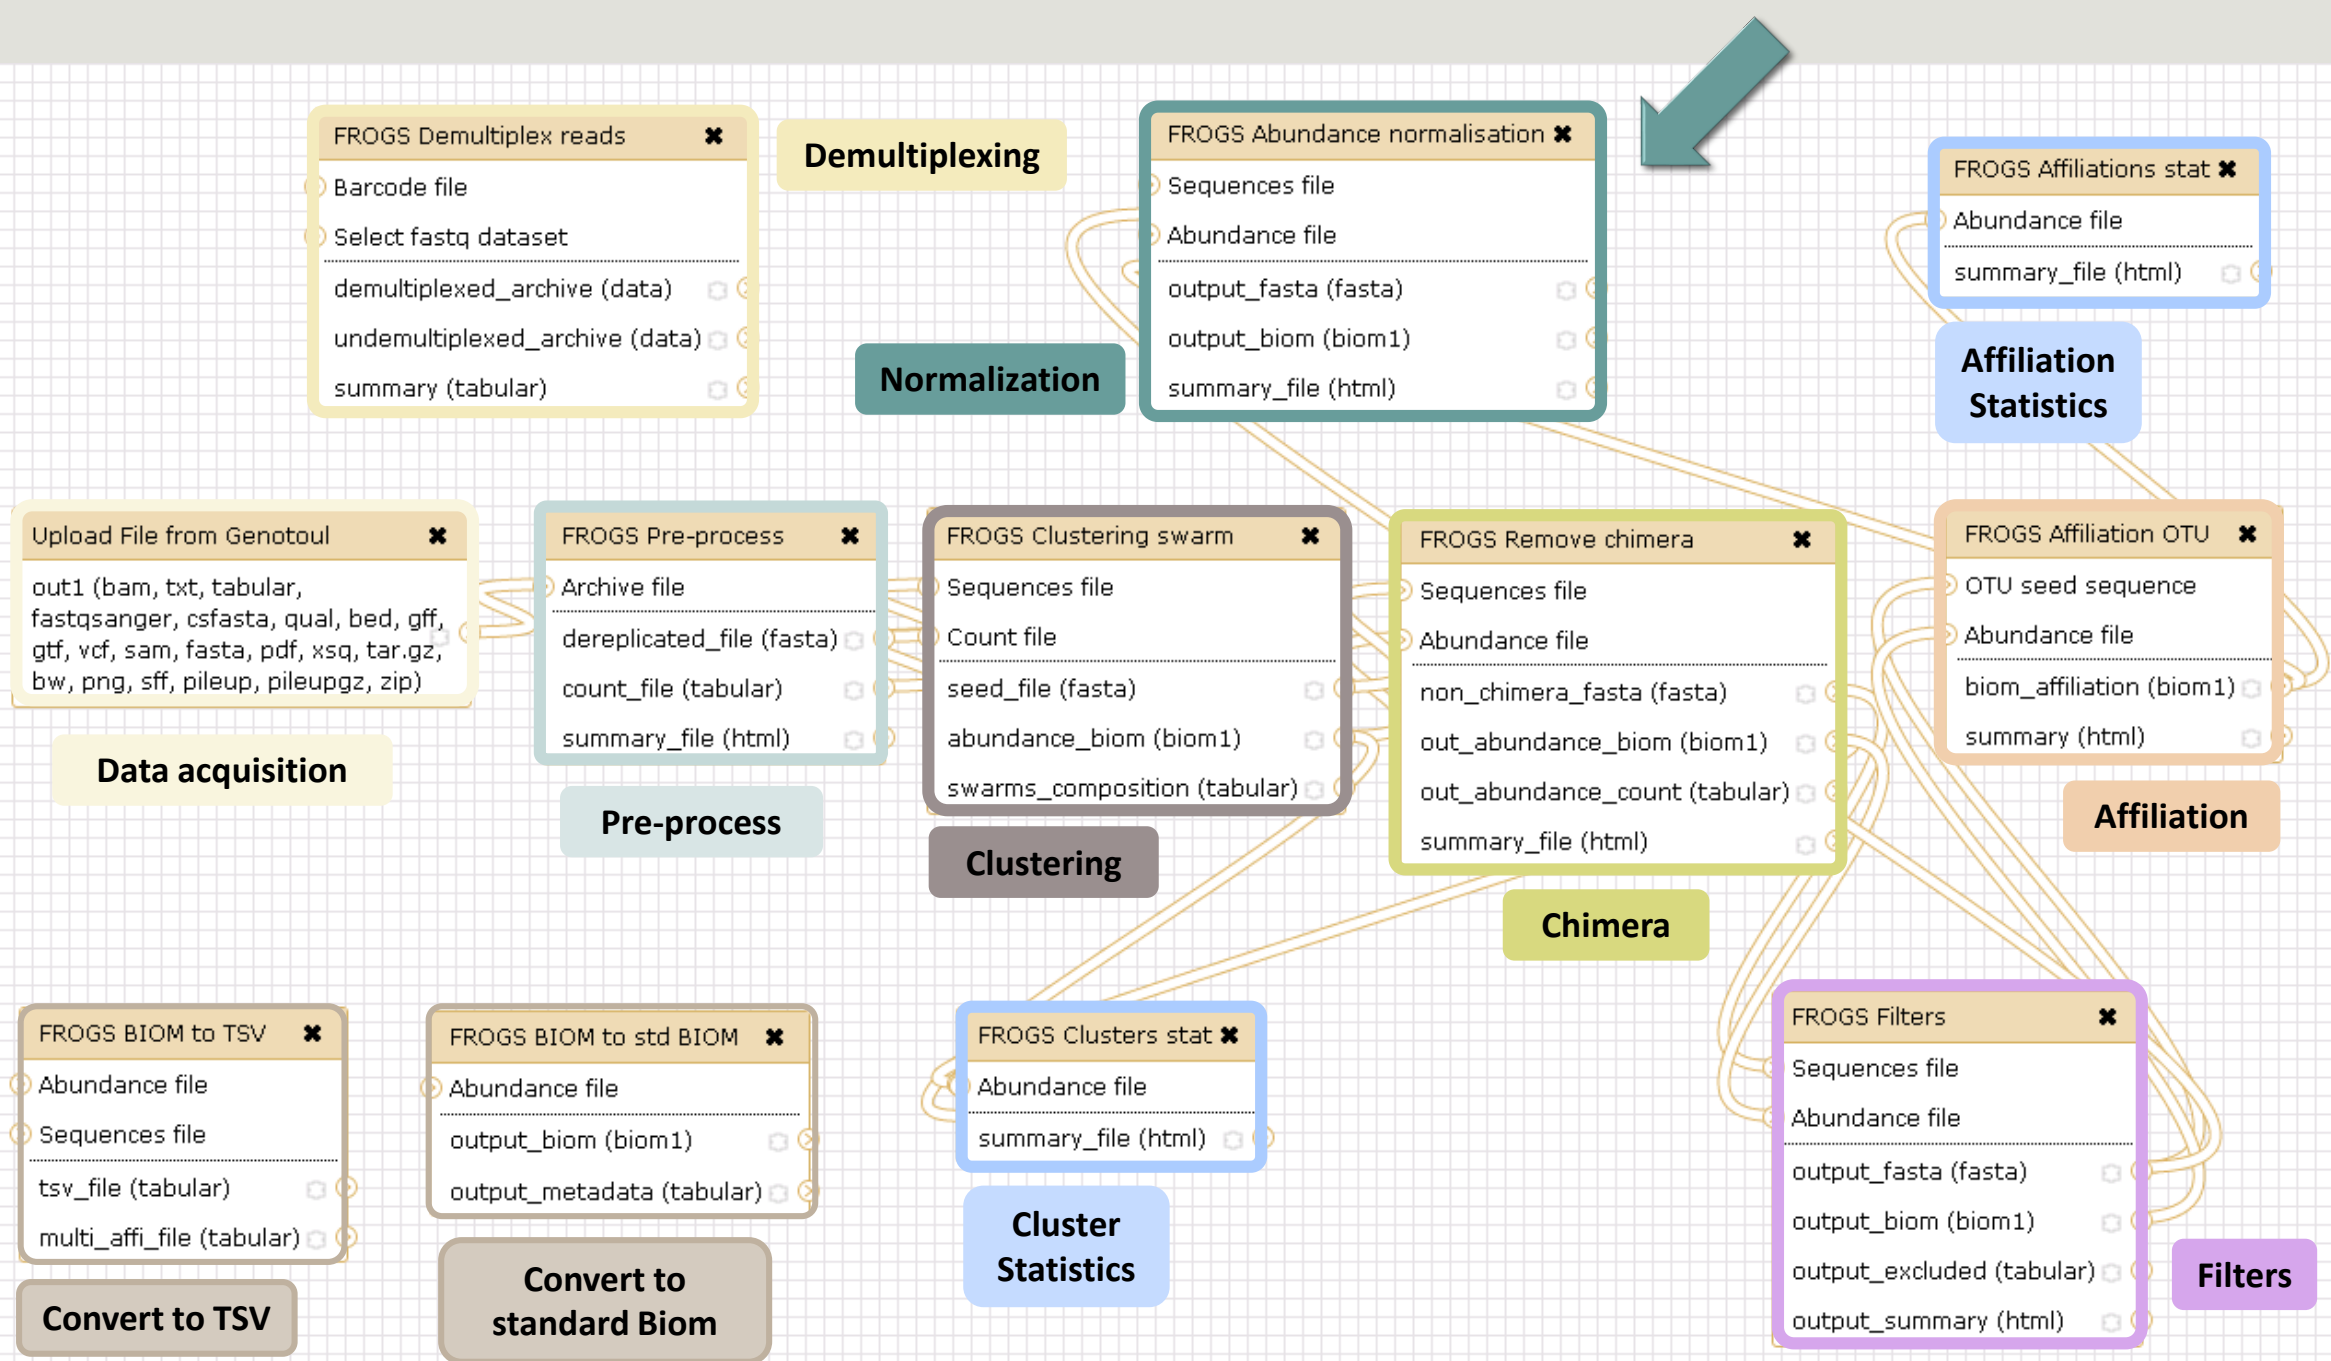 FROGS Demultiplex reads
Barcode file
Select fastq dataset
demultiplexed_archive (data)
undemultiplexed_archive (data)
summary (tabular)
Demultiplexing
FROGS Abundance normalisation
Sequences file
Abundance file
output_fasta (fasta)
output_biom (biom1)
summary_file (html)
Normalization
FROGS Affiliations stat
Abundance file
summary_file (html)
Affiliation
Statistics
Upload File from Genotoul
out1 (bam, txt, tabular,
fastqsanger, csfasta, qual, bed, gff,
gtf, vcf, sam, fasta, pdf, xsq, tar.gz,
bw, png, sff, pileup, pileupgz, zip)
Data acquisition
FROGS Pre-process
Archive file
dereplicated_file (fasta)
count_file (tabular)
summary_file (html)
Pre-process
FROGS Clustering swarm
Sequences file
Count file
seed_file (fasta)
abundance_biom (biom1)
swarms_composition (tabular)
Clustering
FROGS Remove chimera
Sequences file
Abundance file
non_chimera_fasta (fasta)
out_abundance_biom (biom1)
out_abundance_count (tabular)
summary_file (html)
Chimera
FROGS Affiliation OTU
OTU seed sequence
Abundance file
biom_affiliation (biom1)
summary (html)
Affiliation
FROGS BIOM to TSV
Abundance file
Sequences file
tsv_file (tabular)
multi_affi_file (tabular)
Convert to TSV
FROGS BIOM to std BIOM
Abundance file
output_biom (biom1)
output_metadata (tabular)
Convert to
standard Biom
FROGS Clusters stat
Abundance file
summary_file (html)
Cluster
Statistics
FROGS Filters
Sequences file
Abundance file
output_fasta (fasta)
output_biom (biom1)
output_excluded (tabular)
output_summary (html)
Filters